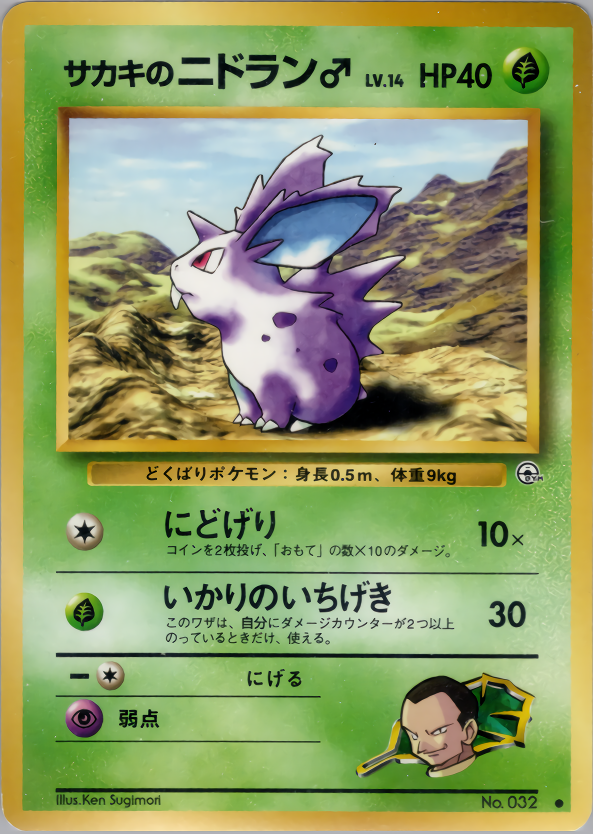 サカキのニドラン♂ LV.14 HP40
どくばりポケモン：身長0.5m、体重9kg
GYM
にどげり 10×
コインを2枚投げ、「おもて」の数×10のダメージ。
いかりのいちげき 30
このワザは、自分にダメージカウンターが2つ以上
のっているときだけ、使える。
にげる
弱点
Illus.Ken Sugimori No. 032 ●